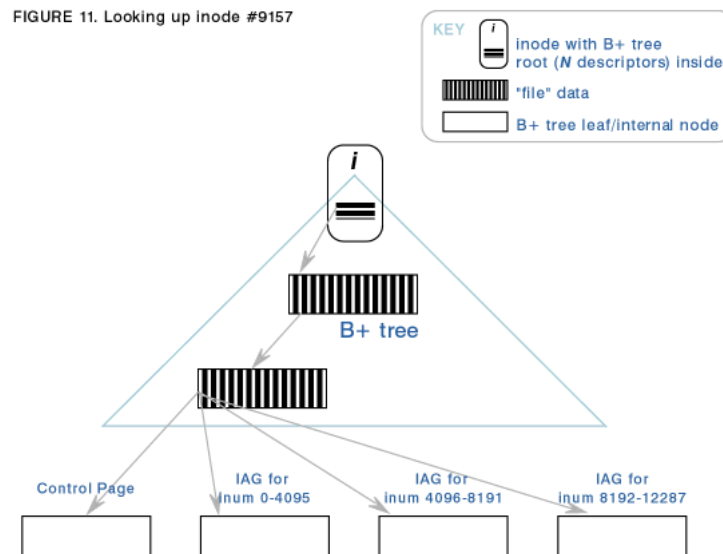 FIGURE 11. Looking up inode #9157
KEY
i
inode with B+ tree
root (N descriptors) inside
"file" data
B+ tree leaf/internal node
i
B+ tree
Control Page
IAG for
inum 0-4095
IAG for
inum 4096-8191
IAG for
inum 8192-12287